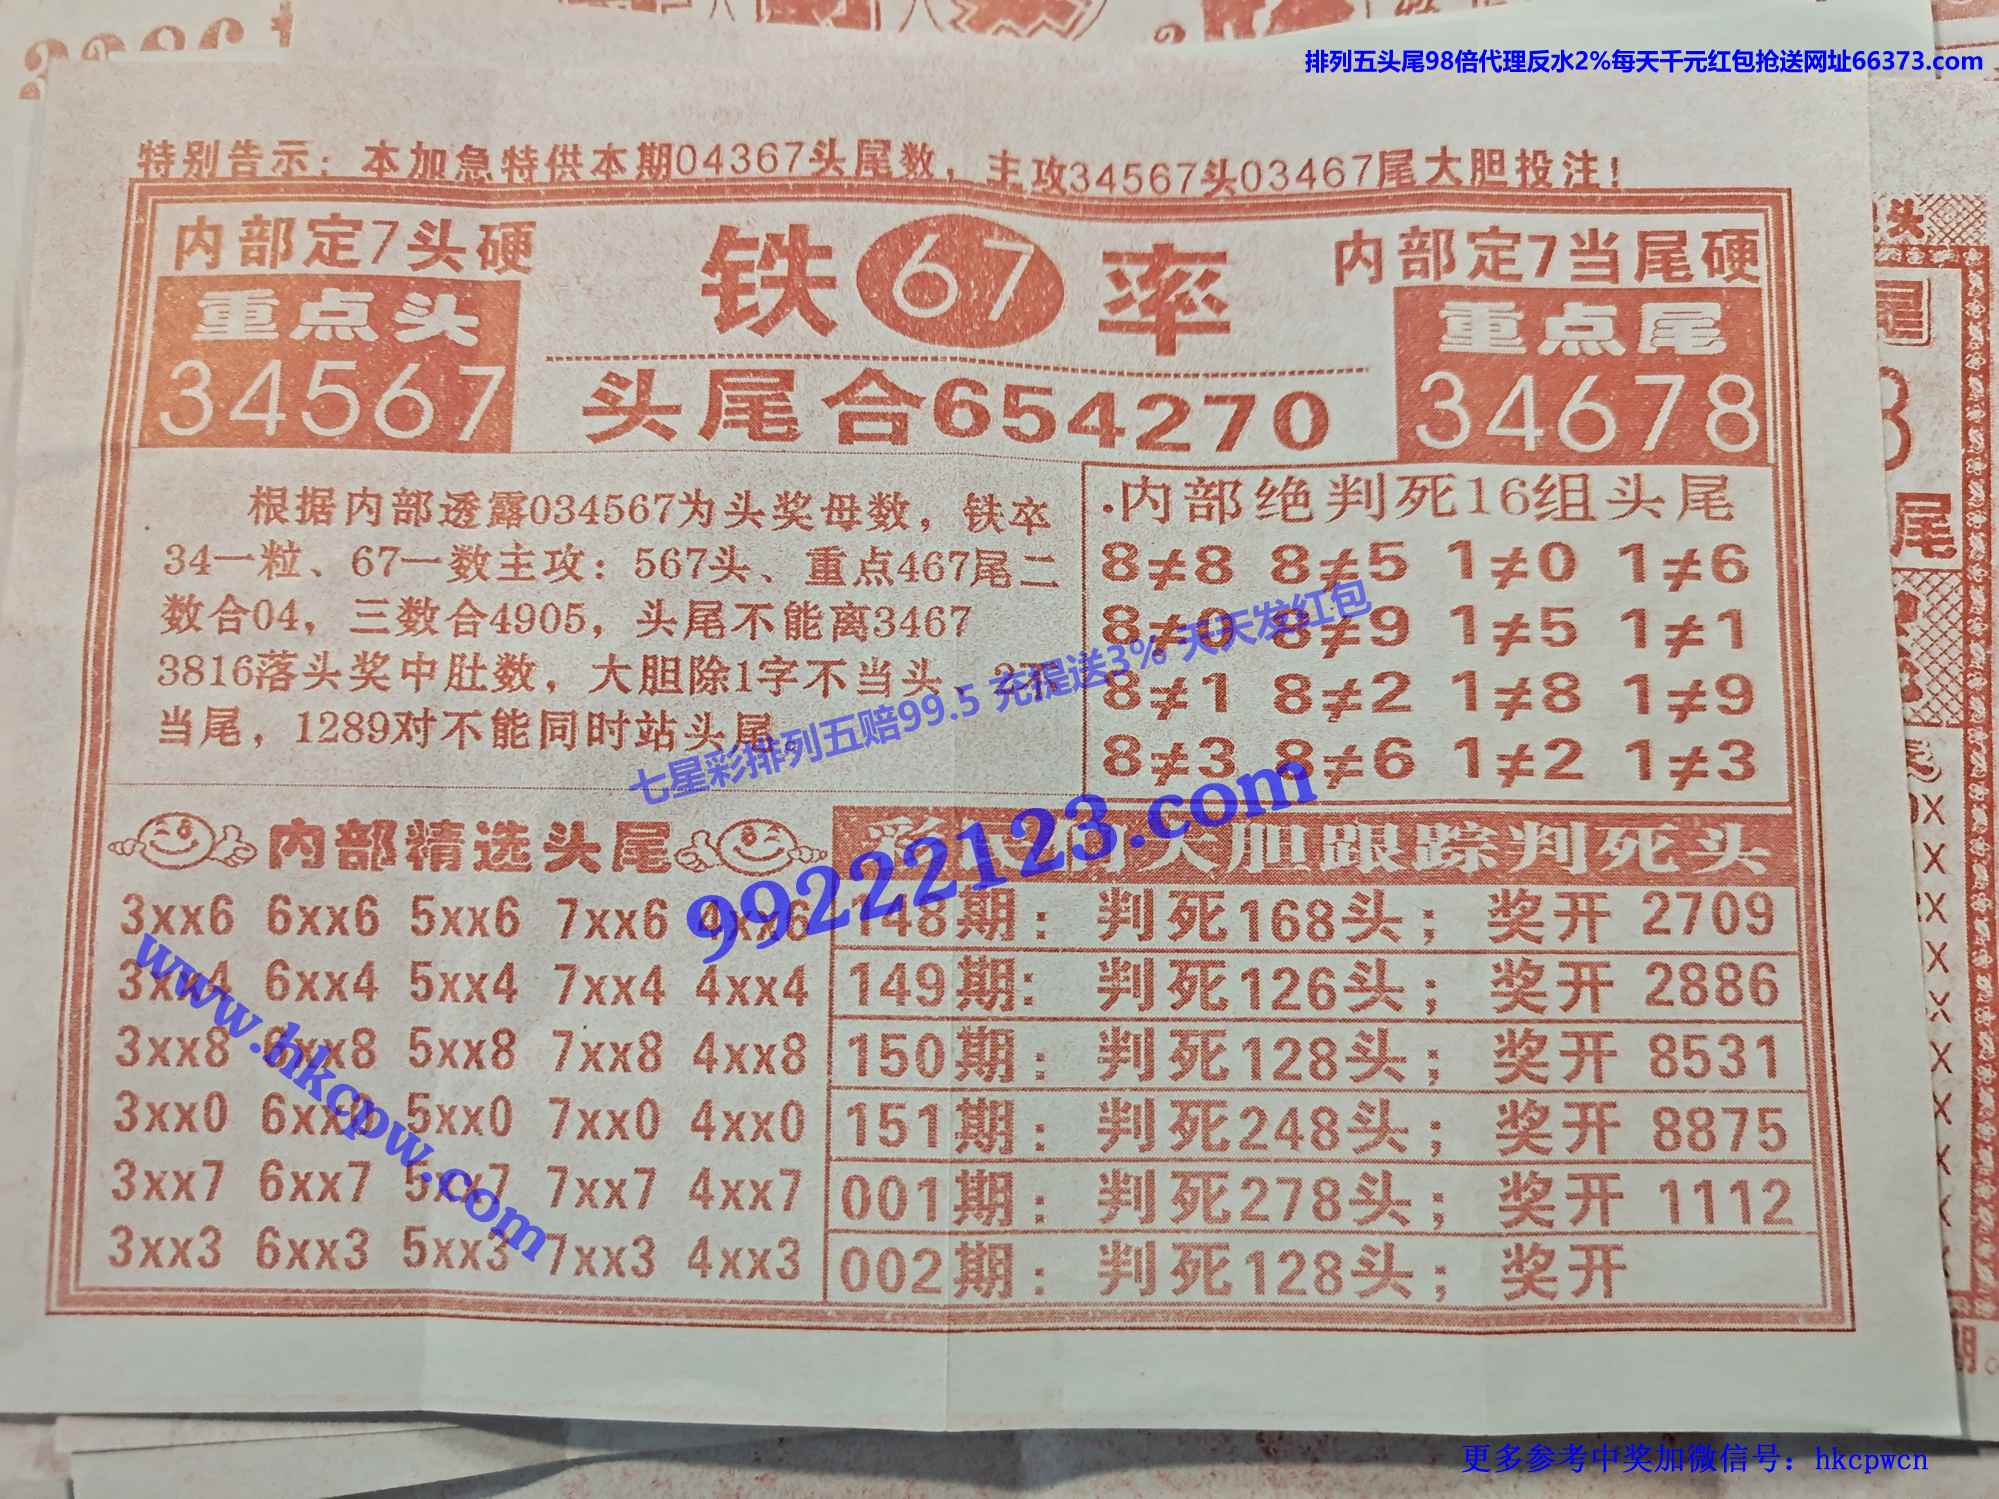 排列五头尾98倍代理反水2%每天千元红包抢送网址66373.com
特别告示：本加急特供本期04367头尾数，主攻34567头03467尾大胆投注！
内部定7头硬
重点头
34567
铁67率
头尾合654270
内部定7当尾硬
重点尾
34678
根据内部透露034567为头奖母数，铁卒
34一粒、67一数主攻：567头、重点467尾二
数合04，三数合4905，头尾不能离3467
3816落头奖中肚数，大胆除1字不当头，2不
当尾，1289对不能同时站头尾。
.内部绝判死16组头尾
8≠8 8≠5 1≠0 1≠6
8≠0 8≠9 1≠5 1≠1
8≠1 8≠2 1≠8 1≠9
8≠3 8≠6 1≠2 1≠3
七星彩排列五赔99.5 充提送3% 天天发红包
99222123.com
内部精选头尾
3xx6 6xx6 5xx6 7xx6 4xx6
3xx4 6xx4 5xx4 7xx4 4xx4
3xx8 6xx8 5xx8 7xx8 4xx8
3xx0 6xx0 5xx0 7xx0 4xx0
3xx7 6xx7 5xx7 7xx7 4xx7
3xx3 6xx3 5xx3 7xx3 4xx3
www.hkcpw.com
彩民的大胆跟踪判死头
148期：判死168头；奖开 2709
149期：判死126头；奖开 2886
150期：判死128头；奖开 8531
151期：判死248头；奖开 8875
001期：判死278头；奖开 1112
002期：判死128头；奖开
更多参考中奖加微信号：hkcpwcn